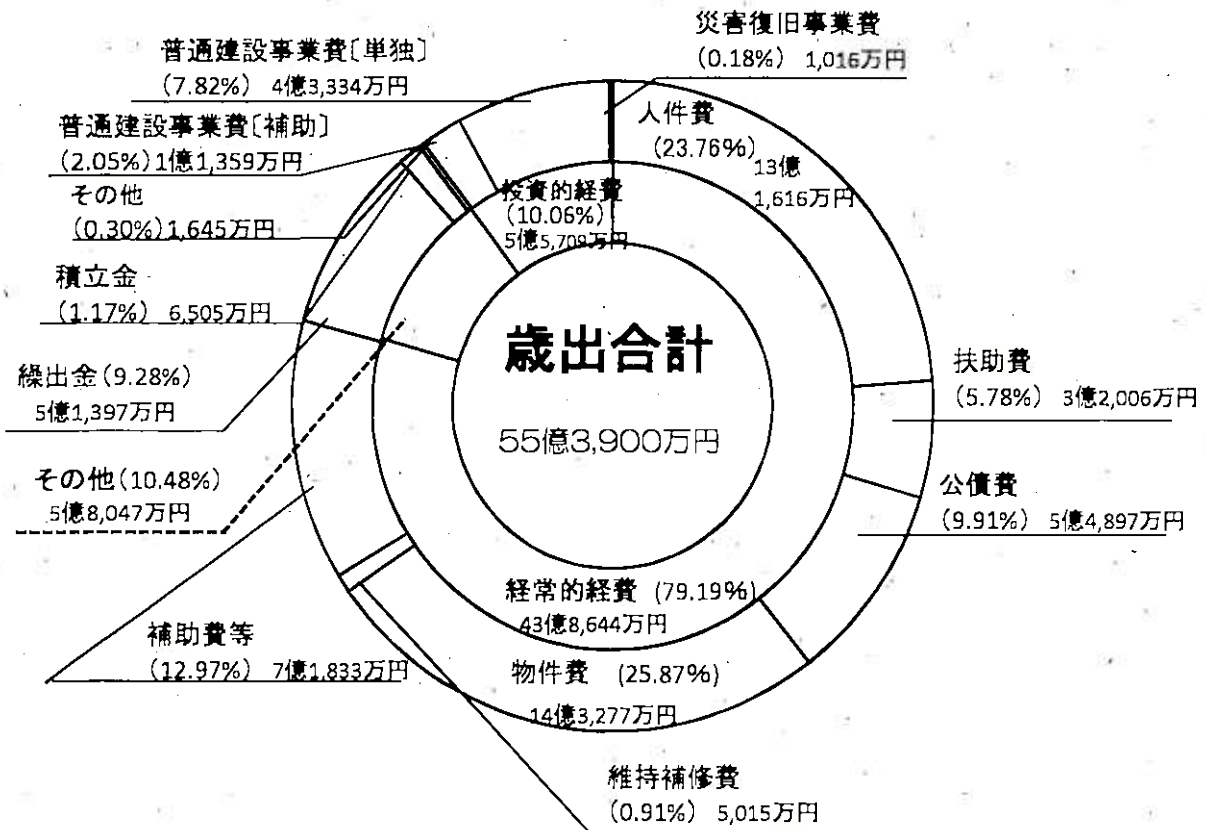 災害復旧事業費
(0.18%) 1,016万円
普通建設事業費〔単独〕
(7.82%) 4億3,334万円
普通建設事業費〔補助〕
(2.05%)1億1,359万円
その他
(0.30%)1,645万円
積立金
(1.17%) 6,505万円
繰出金(9.28%)
5億1,397万円
その他(10.48%)
5億8,047万円
補助費等
(12.97%) 7億1,833万円
人件費
(23.76%)
13億
1,616万円
投資的経費
(10.06%)
5億5,709万円
歳出合計
55億3,900万円
扶助費
(5.78%) 3億2,006万円
公債費
(9.91%) 5億4,897万円
経常的経費 (79.19%)
43億8,644万円
物件費 (25.87%)
14億3,277万円
維持補修費
(0.91%) 5,015万円